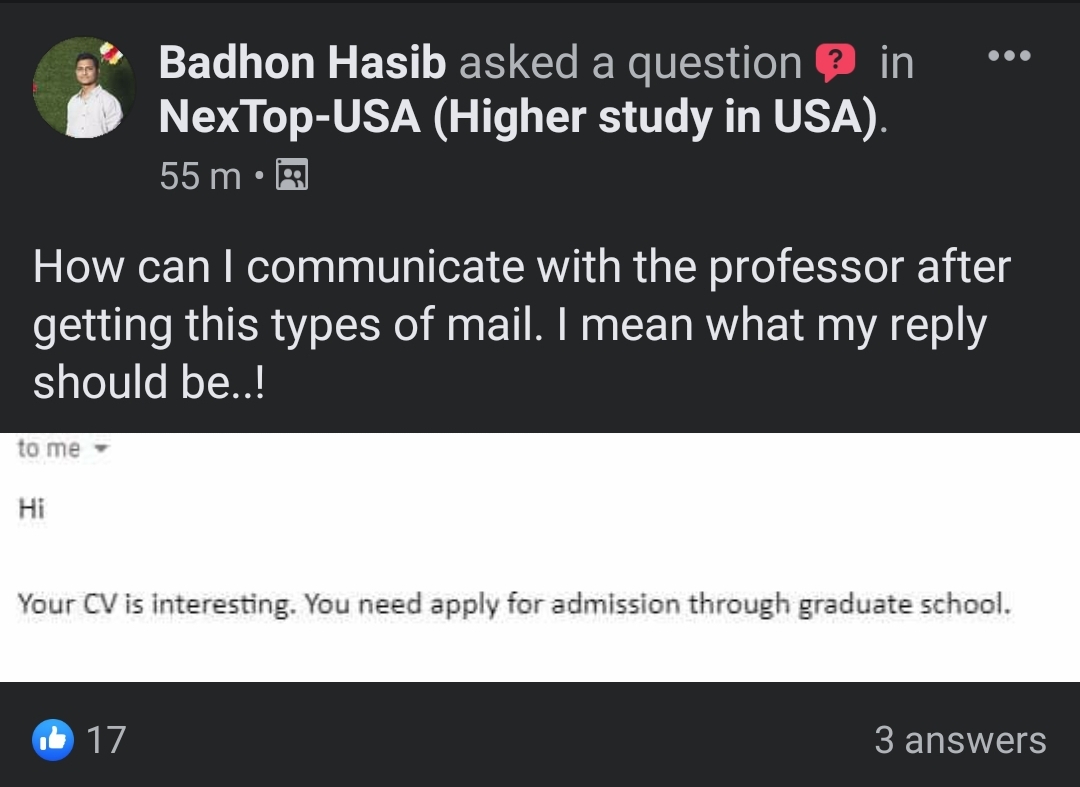 Badhon Hasib asked a question ? in
NexTop-USA (Higher study in USA).
55 m •
How can I communicate with the professor after
getting this types of mail. I mean what my reply
should be..!
to me
Hi
Your CV is interesting. You need apply for admission through graduate school.
17
3 answers